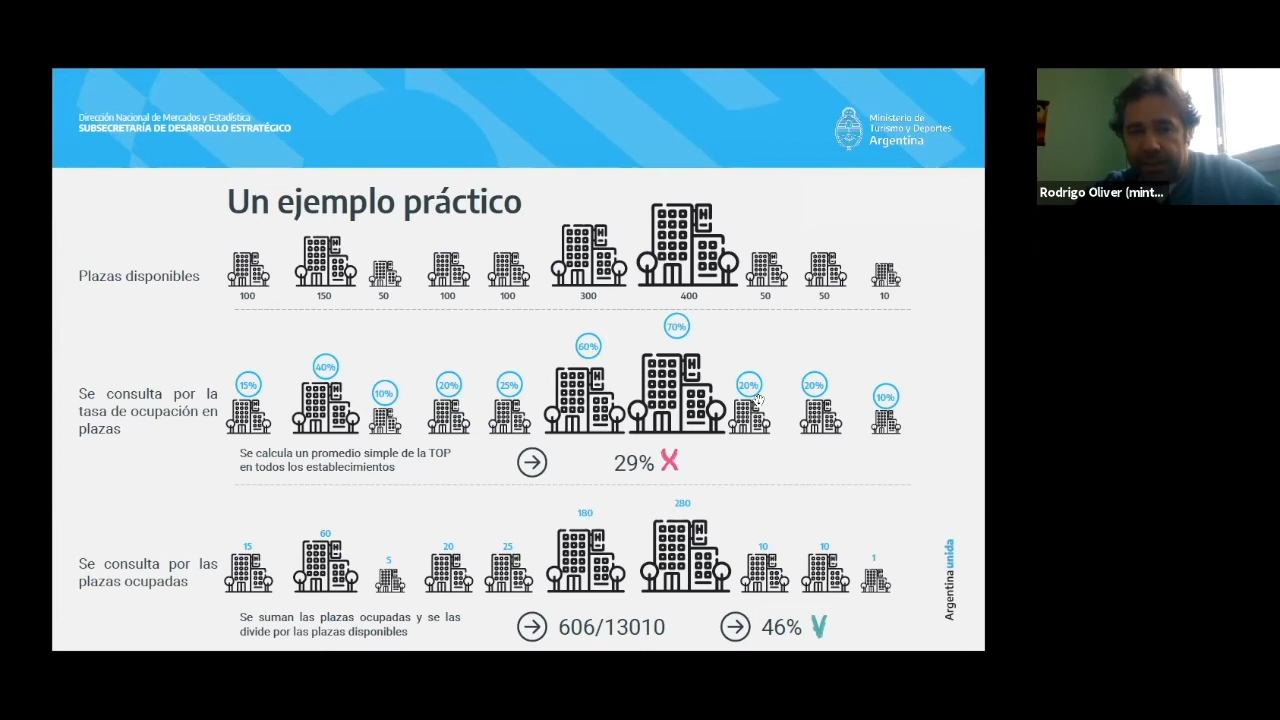 Dirección Nacional de Mercados y Estadística
SUBSECRETARÍA DE DESARROLLO ESTRATÉGICO
Ministerio de
Turismo y Deportes
Argentina
Rodrigo Oliver (mint...
Un ejemplo práctico
Plazas disponibles
100 150 50 100 100 300 400 50 50 10
Se consulta por la
tasa de ocupación en
plazas
15% 40% 10% 20% 25% 60% 70% 20% 20% 10%
Se calcula un promedio simple de la TOP
en todos los establecimientos
29%
Se consulta por las
plazas ocupadas
15 60 5 20 25 180 280 10 10 1
Se suman las plazas ocupadas y se las
divide por las plazas disponibles
606/13010
46%
Argentina unida